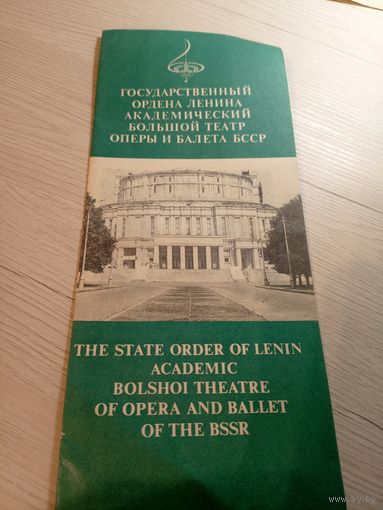 ГОСУДАРСТВЕННЫЙ
ОРДЕНА ЛЕНИНА
АКАДЕМИЧЕСКИЙ
БОЛЬШОЙ ТЕАТР
ОПЕРЫ И БАЛЕТА БССР
THE STATE ORDER OF LENIN
ACADEMIC
BOLSHOI THEATRE
OF OPERA AND BALLET
OF THE BSSR
www.ay.by